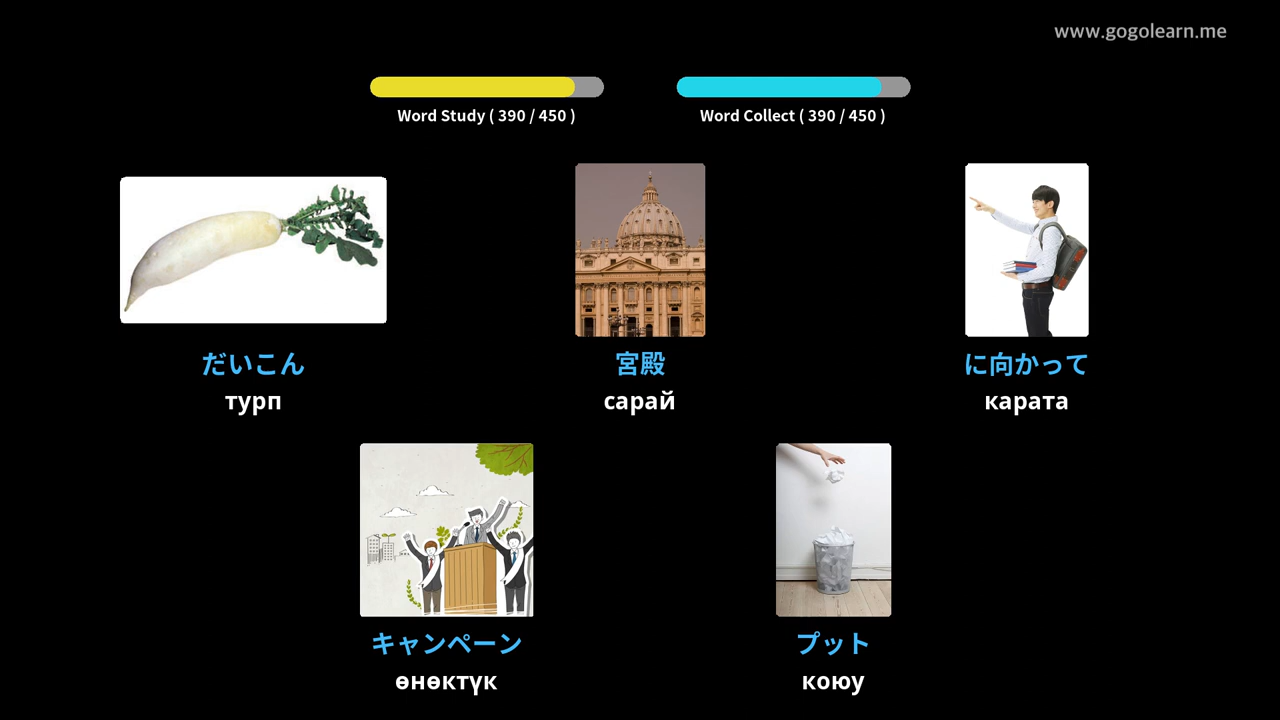 www.gogolearn.me
Word Study ( 390 / 450 )
Word Collect ( 390 / 450 )
だいこん
турп
宮殿
сарай
に向かって
карата
キャンペーン
өнөктүк
プット
коюу